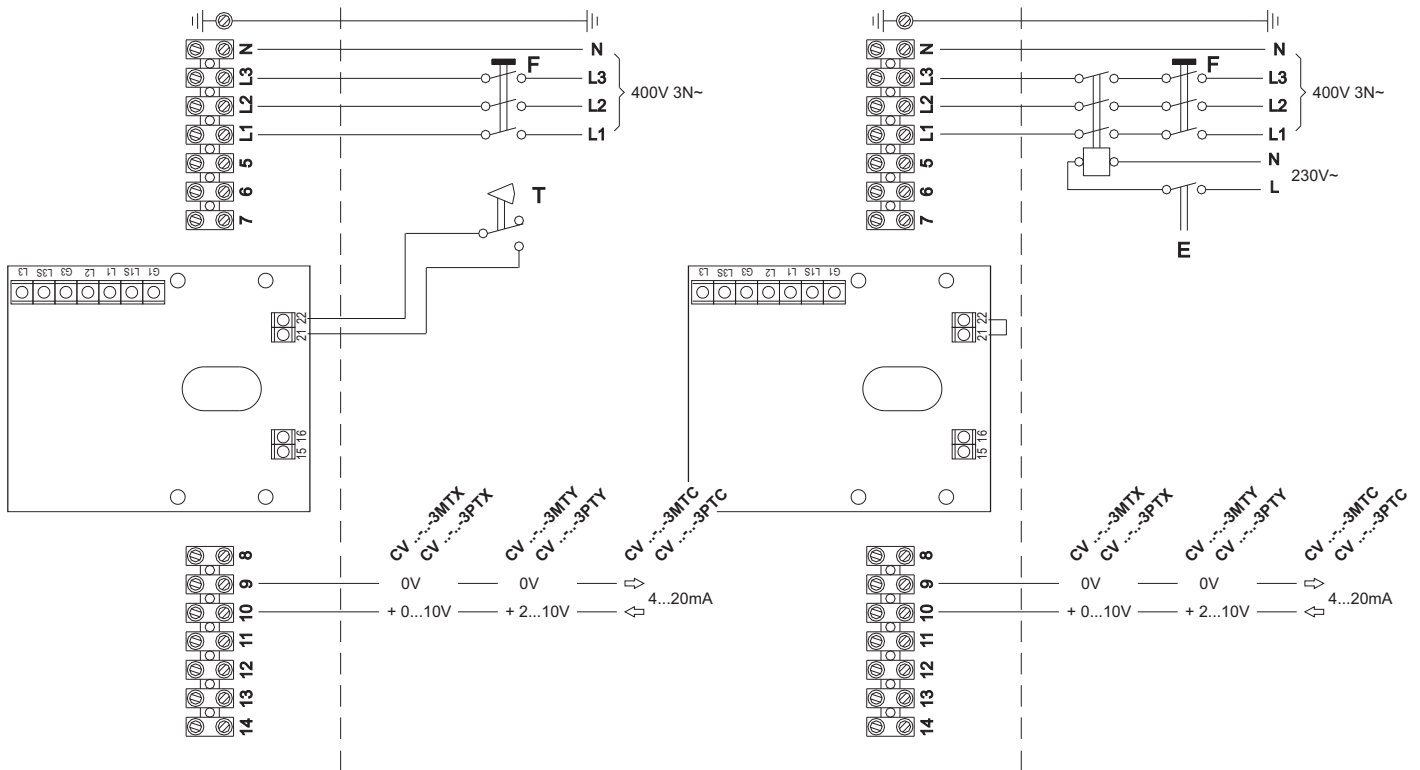 N
N
L3
F
L3
L2
L2
400V 3N~
L1
L1
5
6
T
7
L3 L3S G3 L2 L1 L1S G1
22
21
16
15
CV ..-..-3MTX
CV ..-..-3PTX
CV ..-..-3MTY
CV ..-..-3PTY
CV ..-..-3MTC
CV ..-..-3PTC
8
9
0V
0V
4...20mA
10
+ 0...10V
+ 2...10V
11
12
13
14
N
N
L3
F
L3
L2
L2
400V 3N~
L1
L1
5
N
230V~
6
L
7
E
L3 L3S G3 L2 L1 L1S G1
22
21
16
15
CV ..-..-3MTX
CV ..-..-3PTX
CV ..-..-3MTY
CV ..-..-3PTY
CV ..-..-3MTC
CV ..-..-3PTC
8
9
0V
0V
4...20mA
10
+ 0...10V
+ 2...10V
11
12
13
14